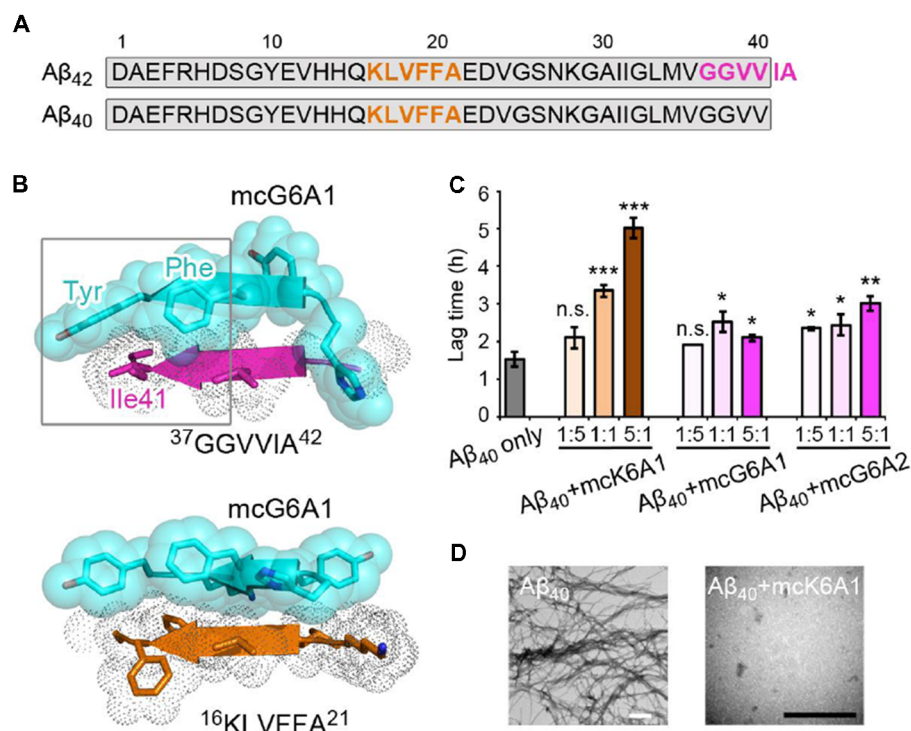 A
1 10 20 30 40
Aβ42 DAEFRHDSGYEVHHQKLVFFAEDVGSNKGAIIGLMVGGVVIA
Aβ40 DAEFRHDSGYEVHHQKLVFFAEDVGSNKGAIIGLMVGGVV
B
mcG6A1
Tyr
Phe
Ile41
37GGVVIA42
mcG6A1
16KLVFFA21
C
Lag time (h)
6
5
4
3
2
1
0
n.s. *** *** n.s. * * * * **
1:5 1:1 5:1 1:5 1:1 5:1 1:5 1:1 5:1
Aβ40 only
Aβ40+mcK6A1
Aβ40+mcG6A1
Aβ40+mcG6A2
D
Aβ40
Aβ40+mcK6A1